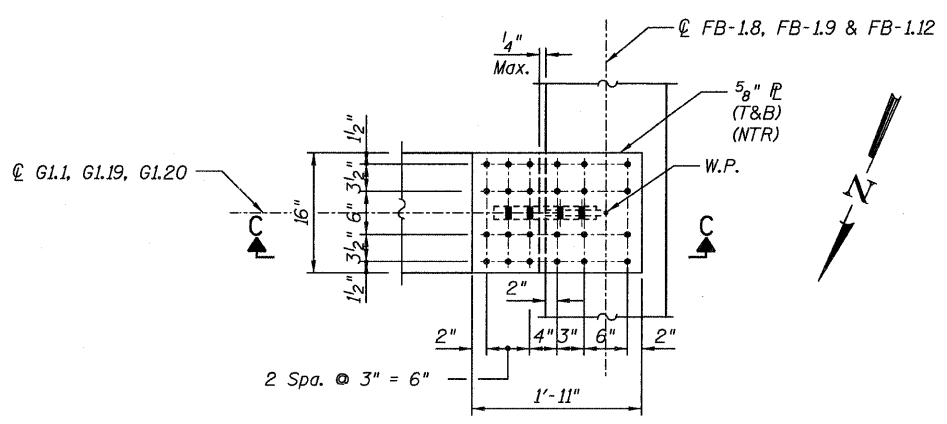 ℄ FB-1.8, FB-1.9 & FB-1.12
1/4"
Max.
5/8" ℙL
(T&B)
(NTR)
W.P.
℄ G1.1, G1.19, G1.20
1 1/2"
3 1/2"
6"
3 1/2"
1 1/2"
16"
C
C
N
2"
2"
4"
3"
6"
2"
2 Spa. @ 3" = 6"
1'-11"